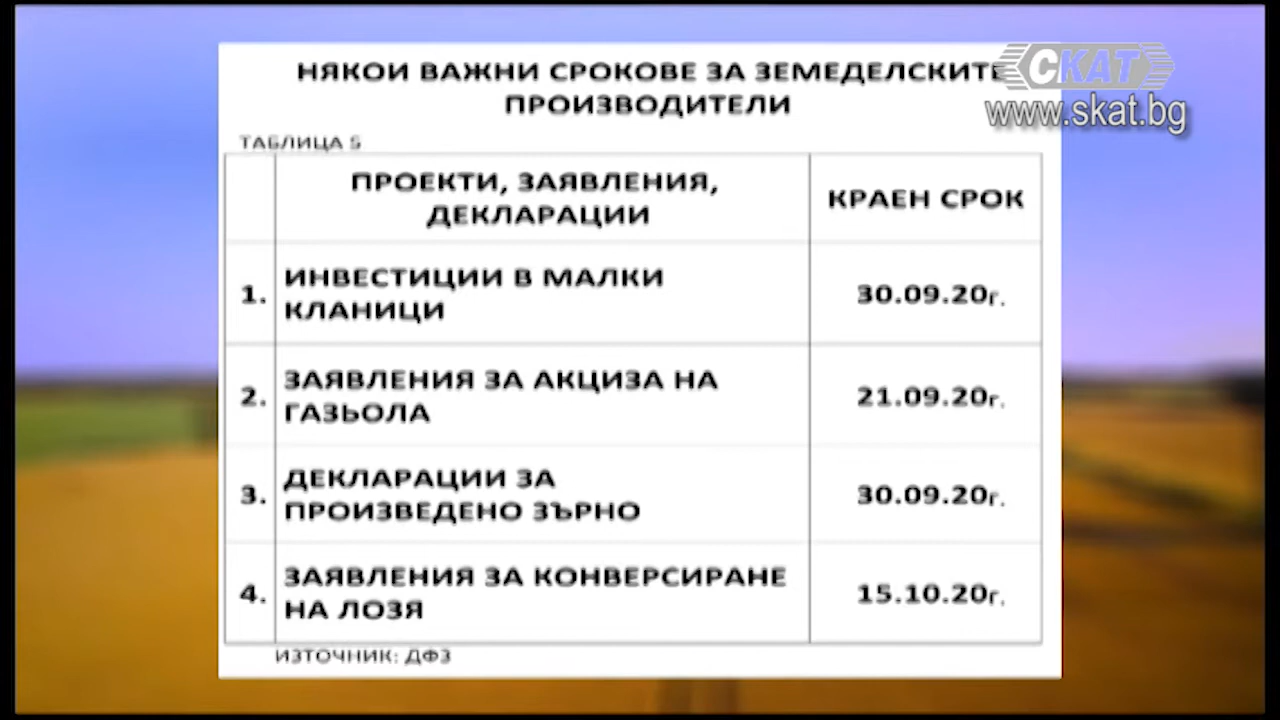 СКАТ
www.skat.bg
НЯКОИ ВАЖНИ СРОКОВЕ ЗА ЗЕМЕДЕЛСКИТЕ
ПРОИЗВОДИТЕЛИ
ТАБЛИЦА 5
ПРОЕКТИ, ЗАЯВЛЕНИЯ,
ДЕКЛАРАЦИИ
КРАЕН СРОК
1.
ИНВЕСТИЦИИ В МАЛКИ
КЛАНИЦИ
30.09.20г.
2.
ЗАЯВЛЕНИЯ ЗА АКЦИЗА НА
ГАЗЬОЛА
21.09.20г.
3.
ДЕКЛАРАЦИИ ЗА
ПРОИЗВЕДЕНО ЗЪРНО
30.09.20г.
4.
ЗАЯВЛЕНИЯ ЗА КОНВЕРСИРАНЕ
НА ЛОЗЯ
15.10.20г.
ИЗТОЧНИК: ДФЗ